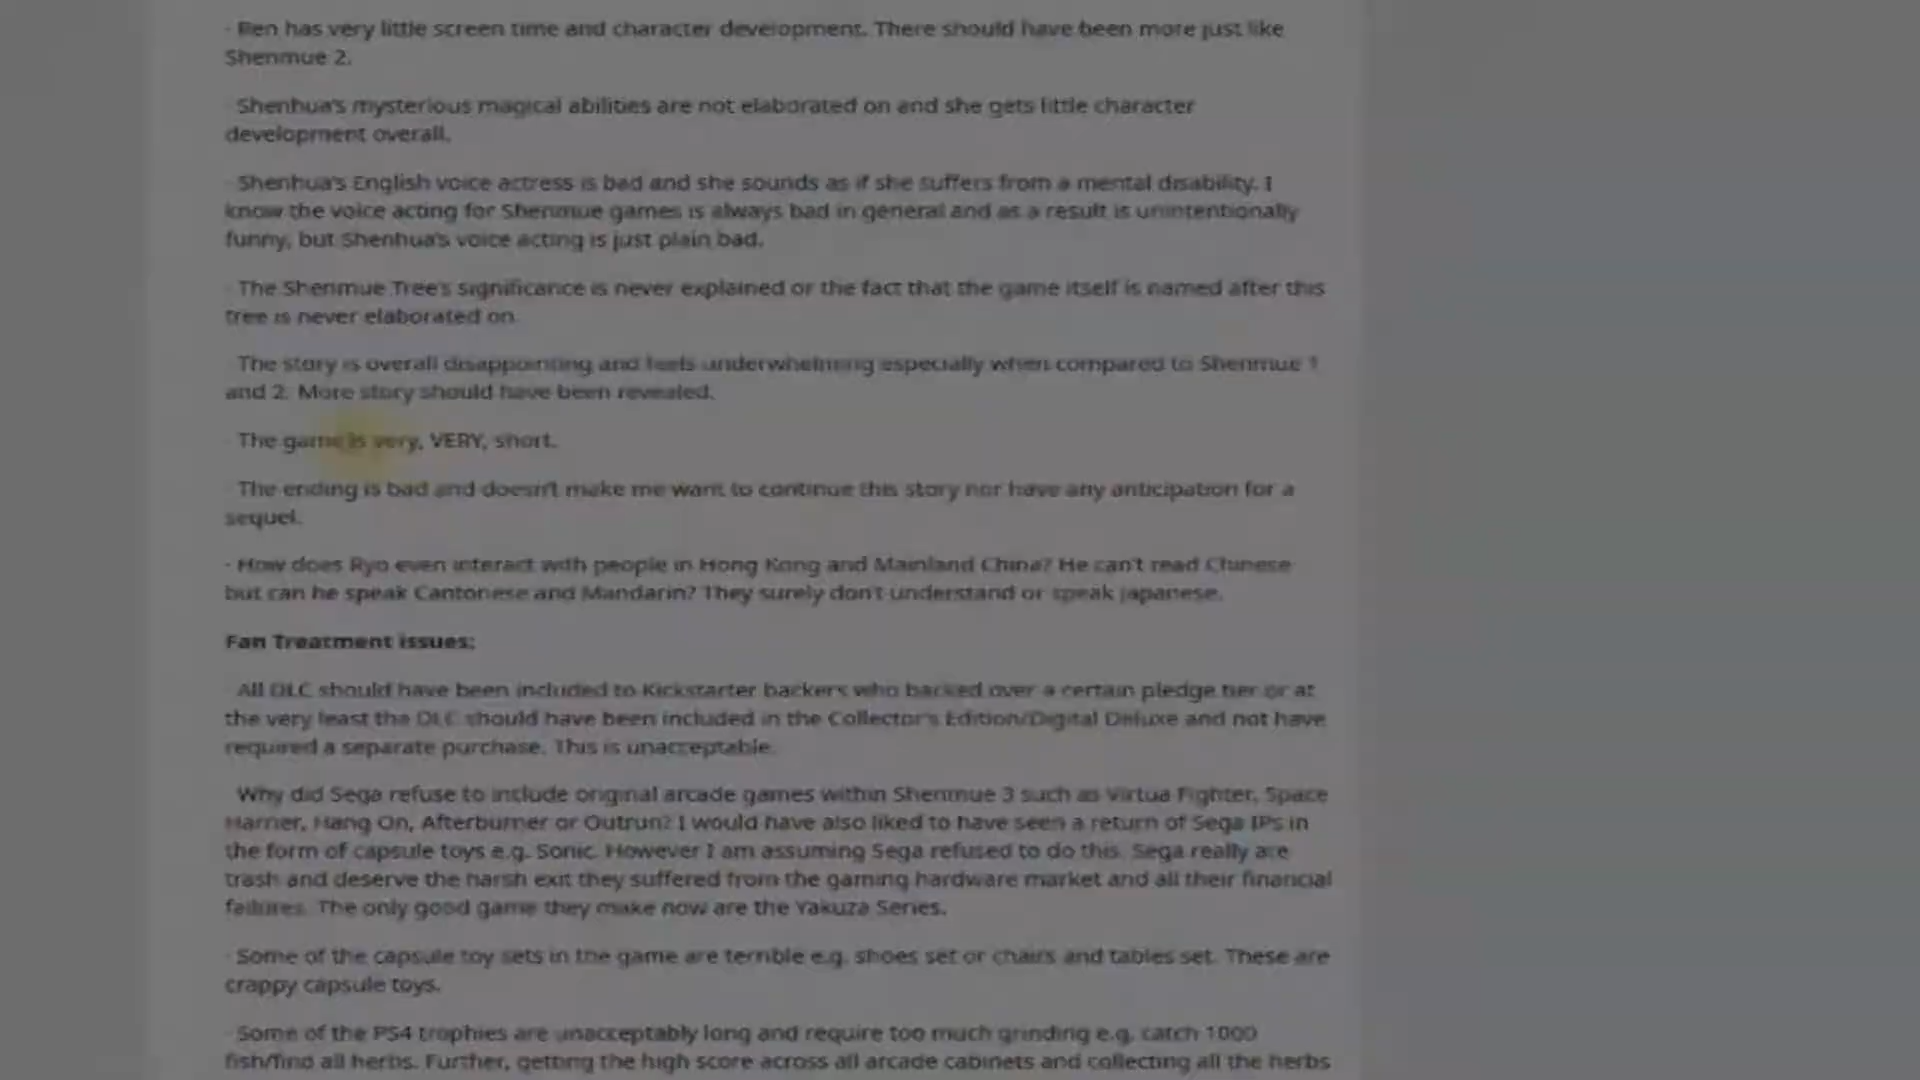 - Ren has very little screen time and character development. There should have been more just like
Shenmue 2.
- Shenhua's mysterious magical abilities are not elaborated on and she gets little character
development overall.
- Shenhua's English voice actress is bad and she sounds as if she suffers from a mental disability. I
know the voice acting for Shenmue games is always bad in general and as a result is unintentionally
funny, but Shenhua's voice acting is just plain bad.
- The Shenmue Tree's significance is never explained or the fact that the game itself is named after this
tree is never elaborated on.
- The story is overall disappointing and feels underwhelming especially when compared to Shenmue 1
and 2. More story should have been revealed.
- The game is very, VERY, short.
- The ending is bad and doesn't make me want to continue this story nor have any anticipation for a
sequel.
- How does Ryo even interact with people in Hong Kong and Mainland China? He can't read Chinese
but can he speak Cantonese and Mandarin? They surely don't understand or speak Japanese.
Fan Treatment issues:
- All DLC should have been included to Kickstarter backers who backed over a certain pledge tier or at
the very least the DLC should have been included in the Collector's Edition/Digital Deluxe and not have
required a separate purchase. This is unacceptable.
- Why did Sega refuse to include original arcade games within Shenmue 3 such as Virtua Fighter, Space
Harrier, Hang On, Afterburner or Outrun? I would have also liked to have seen a return of Sega IPs in
the form of capsule toys e.g. Sonic. However I am assuming Sega refused to do this. Sega really are
trash and deserve the harsh exit they suffered from the gaming hardware market and all their financial
failures. The only good game they make now are the Yakuza Series.
- Some of the capsule toy sets in the game are terrible e.g. shoes set or chairs and tables set. These are
crappy capsule toys.
- Some of the PS4 trophies are unacceptably long and require too much grinding e.g. catch 1000
fish/find all herbs. Further, getting the high score across all arcade cabinets and collecting all the herbs